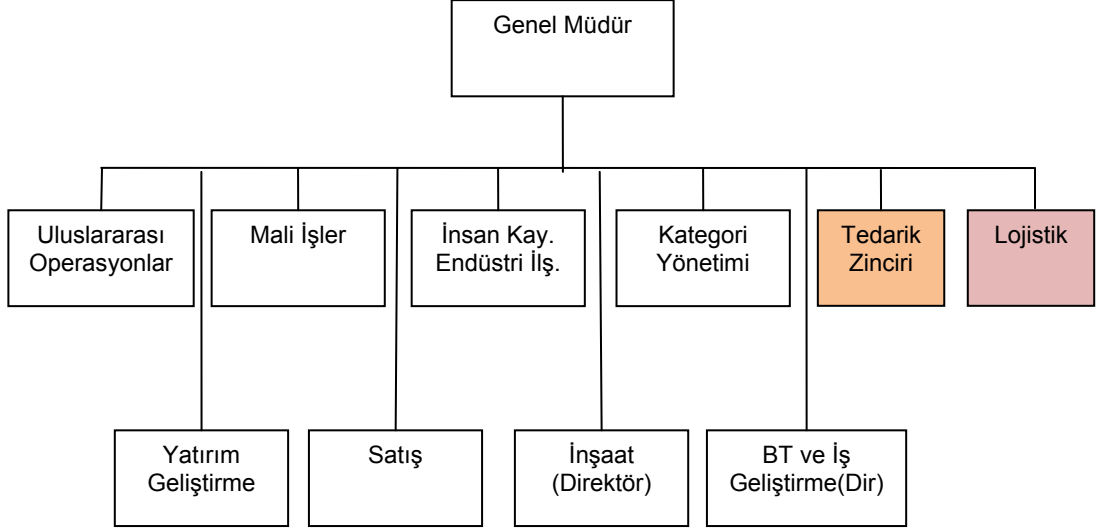 Genel Müdür
Uluslararası
Operasyonlar
Mali İşler
İnsan Kay.
Endüstri İlş.
Kategori
Yönetimi
Tedarik
Zinciri
Lojistik
Yatırım
Geliştirme
Satış
İnşaat
(Direktör)
BT ve İş
Geliştirme(Dir)